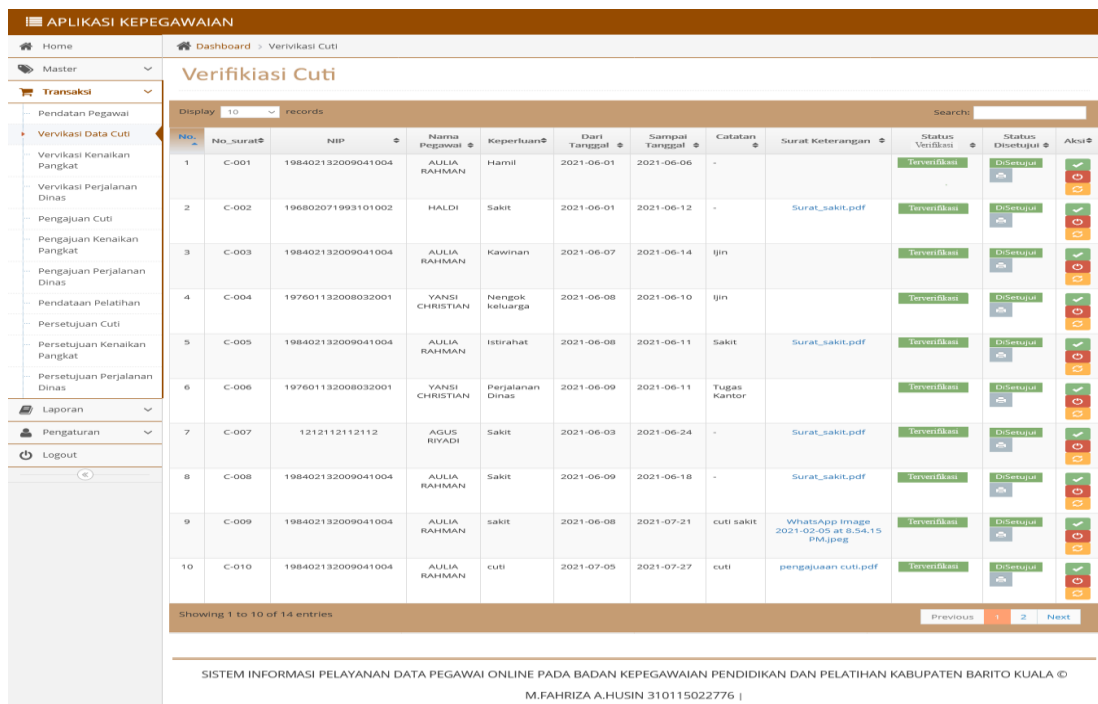 APLIKASI KEPEGAWAIAN
Home
Master
Transaksi
Pendatan Pegawai
Vervikasi Data Cuti
Vervikasi Kenaikan
Pangkat
Vervikasi Perjalanan
Dinas
Pengajuan Cuti
Pengajuan Kenaikan
Pangkat
Pengajuan Perjalanan
Dinas
Pendataan Pelatihan
Persetujuan Cuti
Persetujuan Kenaikan
Pangkat
Persetujuan Perjalanan
Dinas
Laporan
Pengaturan
Logout
Dashboard > Verivikasi Cuti
Verifikiasi Cuti
Display 10 records Search:
No. No_surat NIP Nama Pegawai Keperluan Dari Tanggal Sampai Tanggal Catatan Surat Keterangan Status Verifikasi Status Disetujui Aksi
1 C-001 198402132009041004 AULIA RAHMAN Hamil 2021-06-01 2021-06-06 - Terverifikasi DiSetujui
2 C-002 196802071993101002 HALDI Sakit 2021-06-01 2021-06-12 - Surat_sakit.pdf Terverifikasi DiSetujui
3 C-003 198402132009041004 AULIA RAHMAN Kawinan 2021-06-07 2021-06-14 Ijin Terverifikasi DiSetujui
4 C-004 197601132008032001 YANSI CHRISTIAN Nengok keluarga 2021-06-08 2021-06-10 Ijin Terverifikasi DiSetujui
5 C-005 198402132009041004 AULIA RAHMAN Istirahat 2021-06-08 2021-06-11 Sakit Surat_sakit.pdf Terverifikasi DiSetujui
6 C-006 197601132008032001 YANSI CHRISTIAN Perjalanan Dinas 2021-06-09 2021-06-11 Tugas Kantor Terverifikasi DiSetujui
7 C-007 1212112112112 AGUS RIYADI Sakit 2021-06-03 2021-06-24 - Surat_sakit.pdf Terverifikasi DiSetujui
8 C-008 198402132009041004 AULIA RAHMAN Sakit 2021-06-09 2021-06-18 - Surat_sakit.pdf Terverifikasi DiSetujui
9 C-009 198402132009041004 AULIA RAHMAN sakit 2021-06-08 2021-07-21 cuti sakit WhatsApp Image 2021-02-05 at 8.54.15 PM.jpeg Terverifikasi DiSetujui
10 C-010 198402132009041004 AULIA RAHMAN cuti 2021-07-05 2021-07-27 cuti pengajuaan cuti.pdf Terverifikasi DiSetujui
Showing 1 to 10 of 14 entries
Previous 1 2 Next
SISTEM INFORMASI PELAYANAN DATA PEGAWAI ONLINE PADA BADAN KEPEGAWAIAN PENDIDIKAN DAN PELATIHAN KABUPATEN BARITO KUALA ©
M.FAHRIZA A.HUSIN 310115022776 |